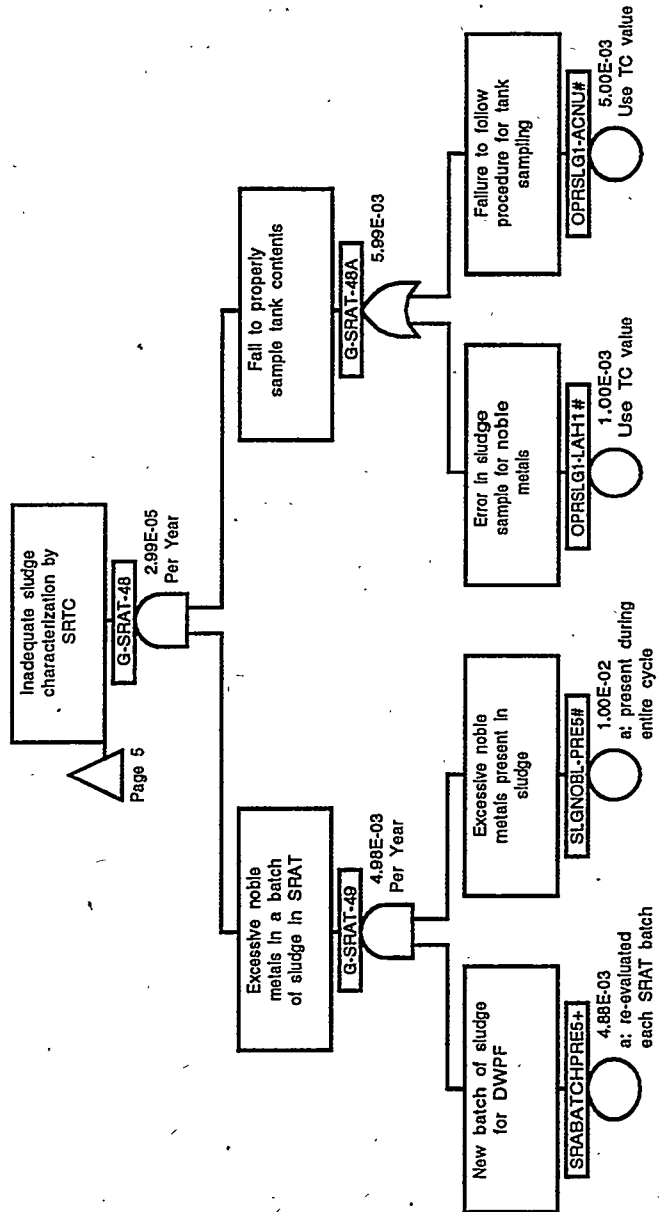 Inadequate sludge
characterization by
SRTC
G-SRAT-48
Page 5
2.99E-05
Per Year
Excessive noble
metals in a batch
of sludge in SRAT
G-SRAT-49
4.98E-03
Per Year
Fail to properly
sample tank contents
G-SRAT-48A
5.99E-03
New batch of sludge
for DWPF
SRABATCHPRE5+
4.88E-03
a: re-evaluated
each SRAT batch
Excessive noble
metals present in
sludge
SLGNOBL-PRE5#
1.00E-02
a: present during
entire cycle
Error in sludge
sample for noble
metals
OPRSLG1-LAH1#
1.00E-03
Use TC value
Failure to follow
procedure for tank
sampling
OPRSLG1-ACNU#
5.00E-03
Use TC value